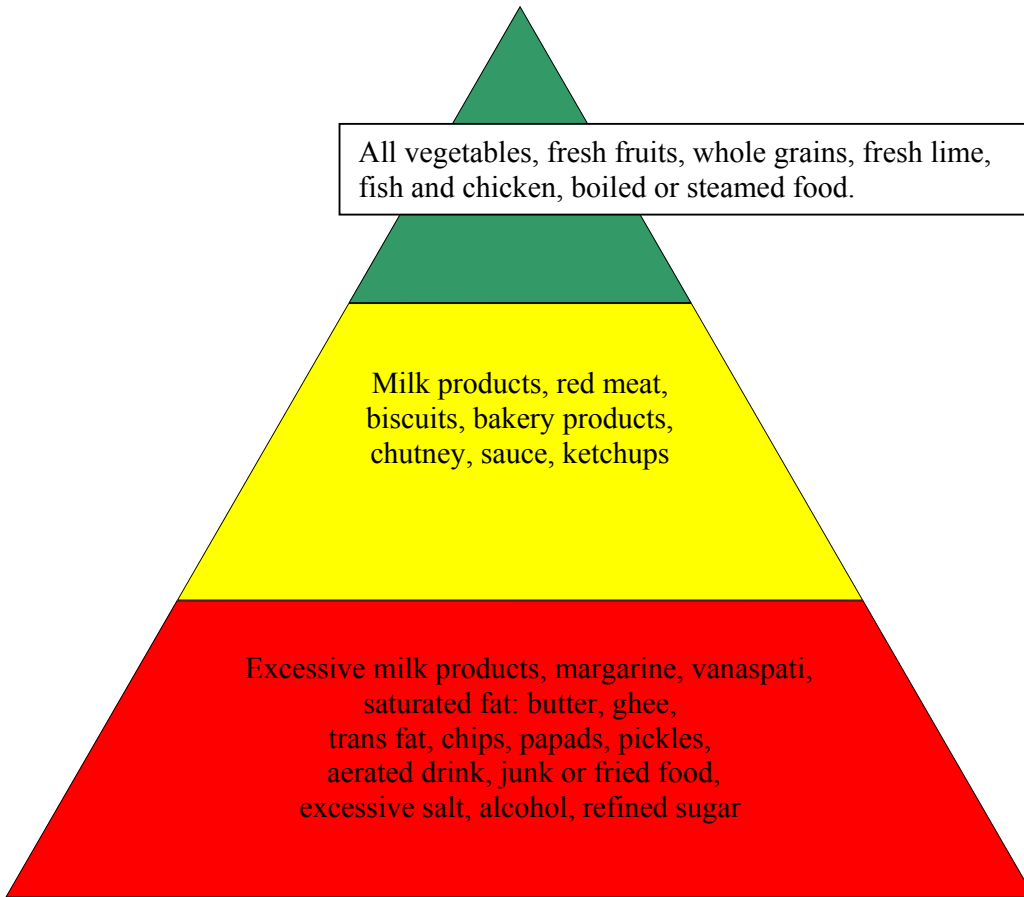 All vegetables, fresh fruits, whole grains, fresh lime,
fish and chicken, boiled or steamed food.
Milk products, red meat,
biscuits, bakery products,
chutney, sauce, ketchups
Excessive milk products, margarine, vanaspati,
saturated fat: butter, ghee,
trans fat, chips, papads, pickles,
aerated drink, junk or fried food,
excessive salt, alcohol, refined sugar